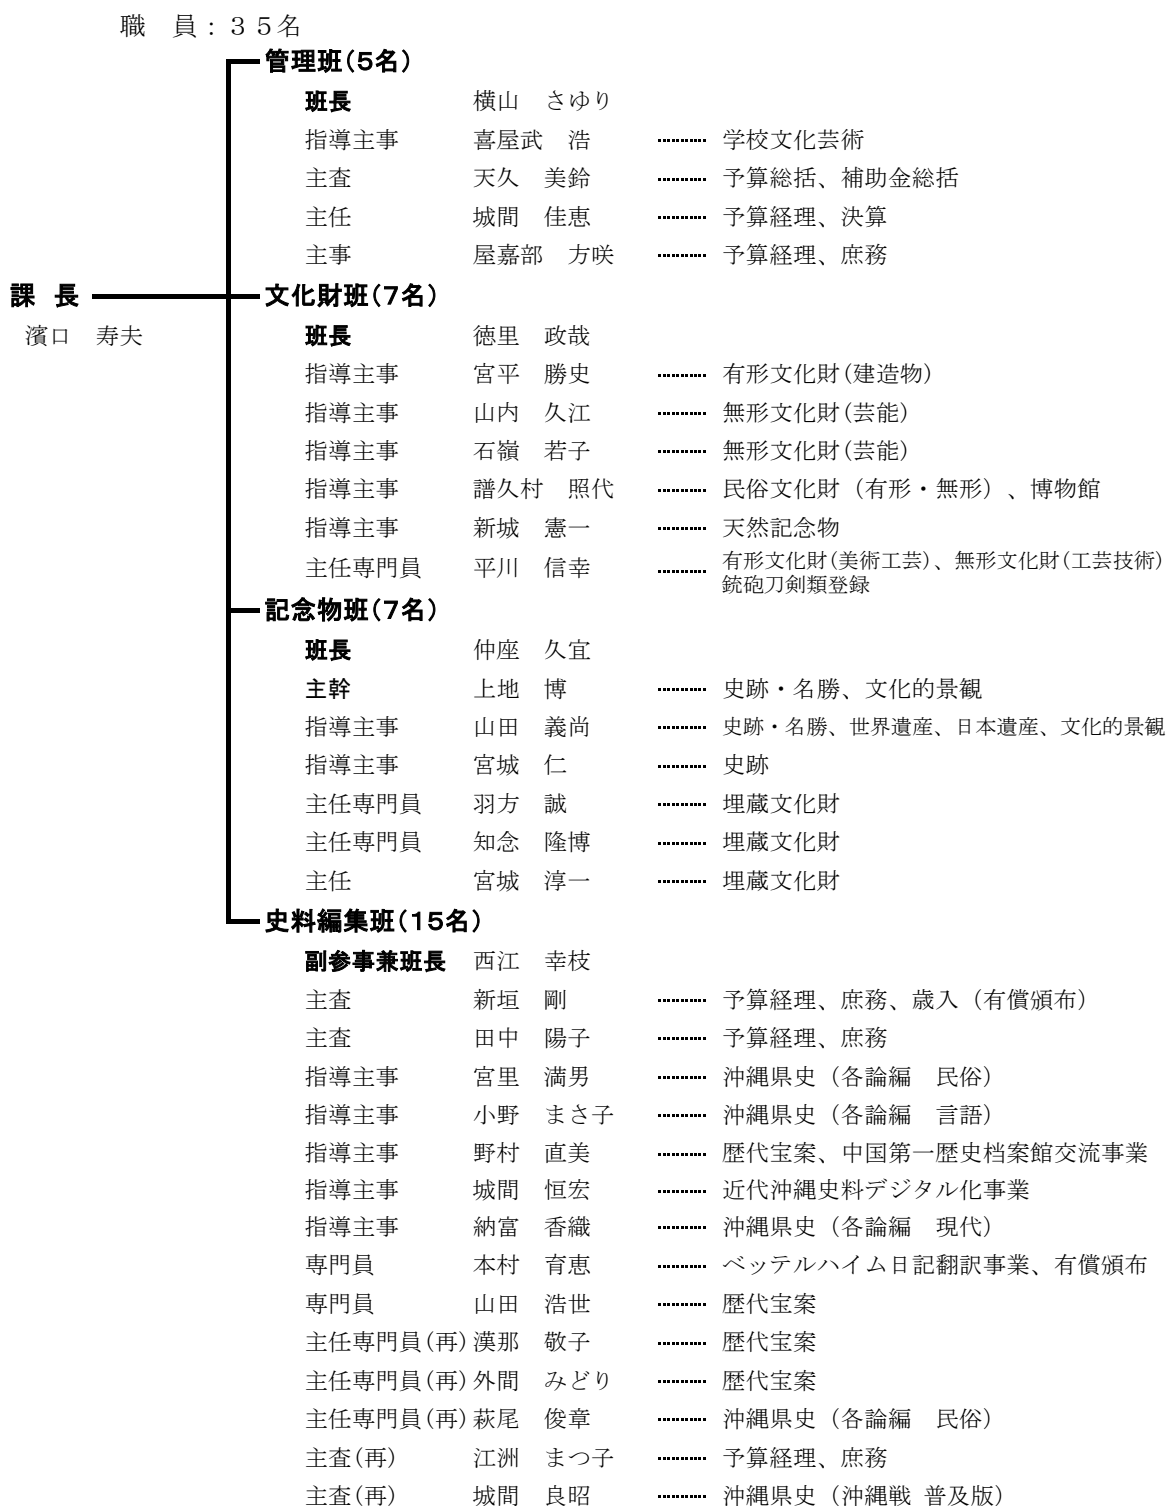 職　員：３５名
管理班（５名）
班長　横山　さゆり
指導主事　喜屋武　浩　………　学校文化芸術
主査　天久　美鈴　………　予算総括、補助金総括
主任　城間　佳恵　………　予算経理、決算
主事　屋嘉部　方咲　………　予算経理、庶務
課　長　文化財班（７名）
濱口　寿夫　班長　徳里　政哉
指導主事　宮平　勝史　………　有形文化財(建造物)
指導主事　山内　久江　………　無形文化財(芸能)
指導主事　石嶺　若子　………　無形文化財(芸能)
指導主事　譜久村　照代　………　民俗文化財（有形・無形）、博物館
指導主事　新城　憲一　………　天然記念物
主任専門員　平川　信幸　………　有形文化財(美術工芸)、無形文化財(工芸技術)
銃砲刀剣類登録
記念物班（７名）
班長　仲座　久宜
主幹　上地　博　………　史跡・名勝、文化的景観
指導主事　山田　義尚　………　史跡・名勝、世界遺産、日本遺産、文化的景観
指導主事　宮城　仁　………　史跡
主任専門員　羽方　誠　………　埋蔵文化財
主任専門員　知念　隆博　………　埋蔵文化財
主任　宮城　淳一　………　埋蔵文化財
史料編集班（１５名）
副参事兼班長　西江　幸枝
主査　新垣　剛　………　予算経理、庶務、歳入（有償頒布）
主査　田中　陽子　………　予算経理、庶務
指導主事　宮里　満男　………　沖縄県史（各論編　民俗）
指導主事　小野　まさ子　………　沖縄県史（各論編　言語）
指導主事　野村　直美　………　歴代宝案、中国第一歴史档案館交流事業
指導主事　城間　恒宏　………　近代沖縄史料デジタル化事業
指導主事　納富　香織　………　沖縄県史（各論編　現代）
専門員　本村　育恵　………　ベッテルハイム日記翻訳事業、有償頒布
専門員　山田　浩世　………　歴代宝案
主任専門員(再)　漢那　敬子　………　歴代宝案
主任専門員(再)　外間　みどり　………　歴代宝案
主任専門員(再)　萩尾　俊章　………　沖縄県史（各論編　民俗）
主査(再)　江洲　まつ子　………　予算経理、庶務
主査(再)　城間　良昭　………　沖縄県史（沖縄戦 普及版）